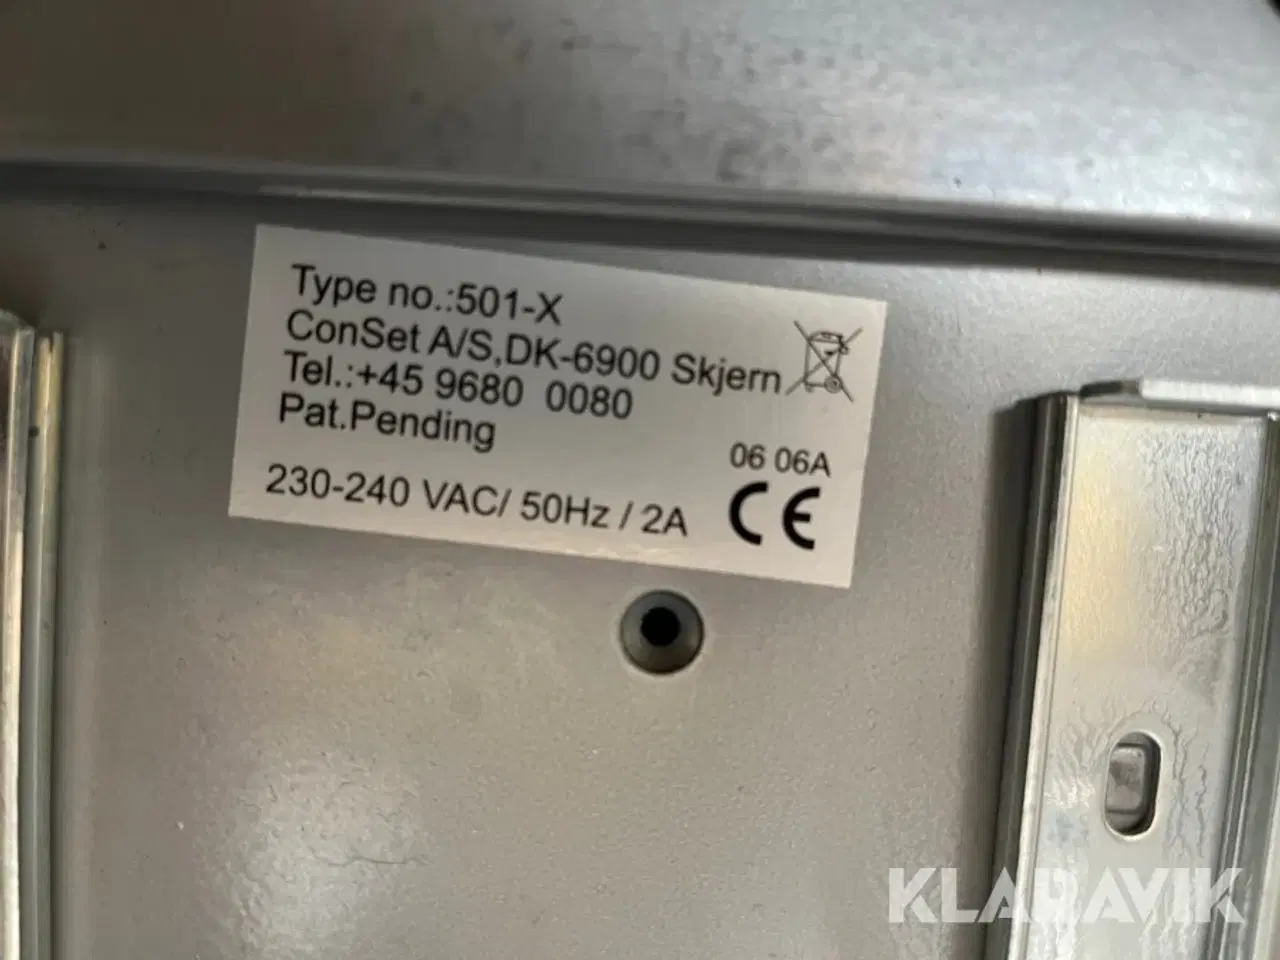 Type no.:501-X
ConSet A/S,DK-6900 Skjern
Tel.:+45 9680 0080
Pat.Pending
06 06A
230-240 VAC/ 50Hz / 2A
CE
KLARAVIK